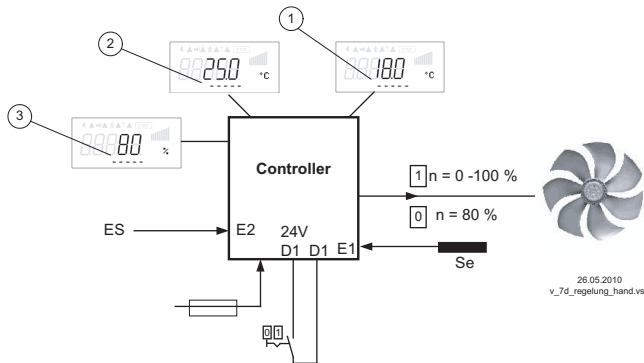 1
2
3
25.0
°C
18.0
°C
80
%
Controller
1 n = 0 -100 %
0 n = 80 %
ES
E2
24V
D1 D1
E1
Se
0 1
26.05.2010
v_7d_regelung_hand.vs